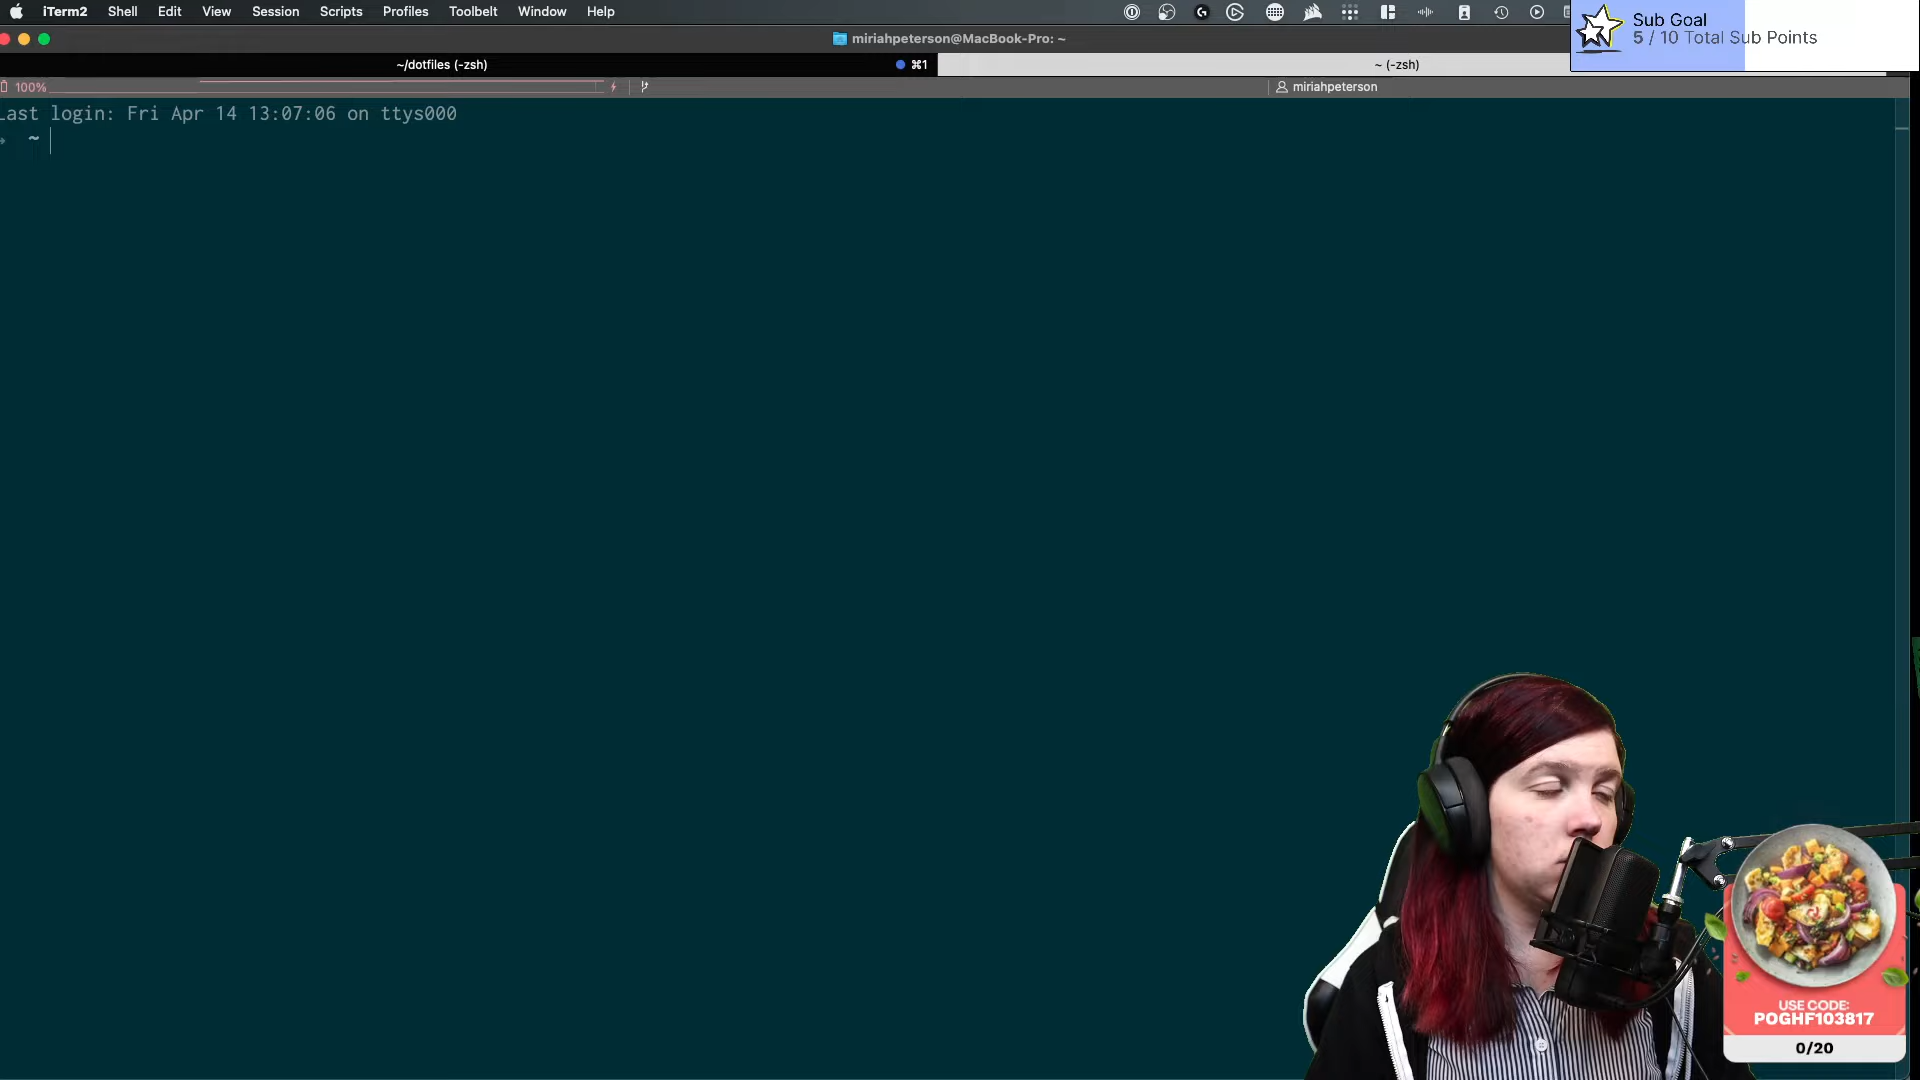 iTerm2 Shell Edit View Session Scripts Profiles Toolbelt Window Help
Sub Goal
5 / 10 Total Sub Points
miriahpeterson@MacBook-Pro: ~
~/dotfiles (-zsh) ⌘1 ~ (-zsh)
100% miriahpeterson
Last login: Fri Apr 14 13:07:06 on ttys000
~
USE CODE:
POGHF103817
0/20